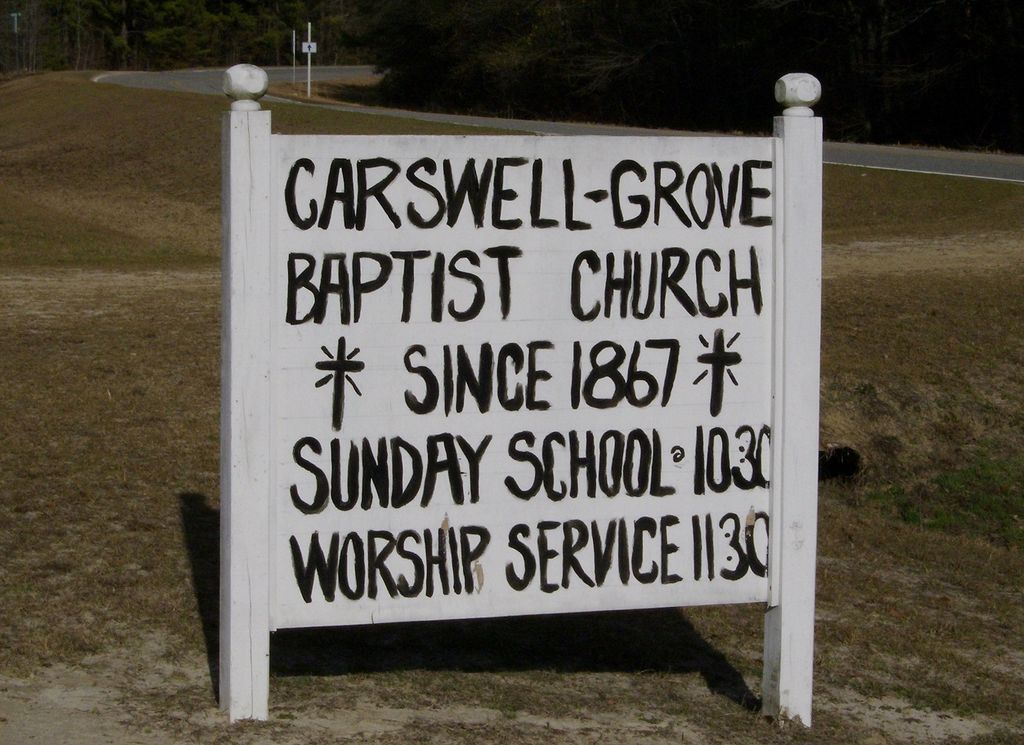 CARSWELL-GROVE
BAPTIST CHURCH
SINCE 1867
SUNDAY SCHOOL 10:30
WORSHIP SERVICE 11:30